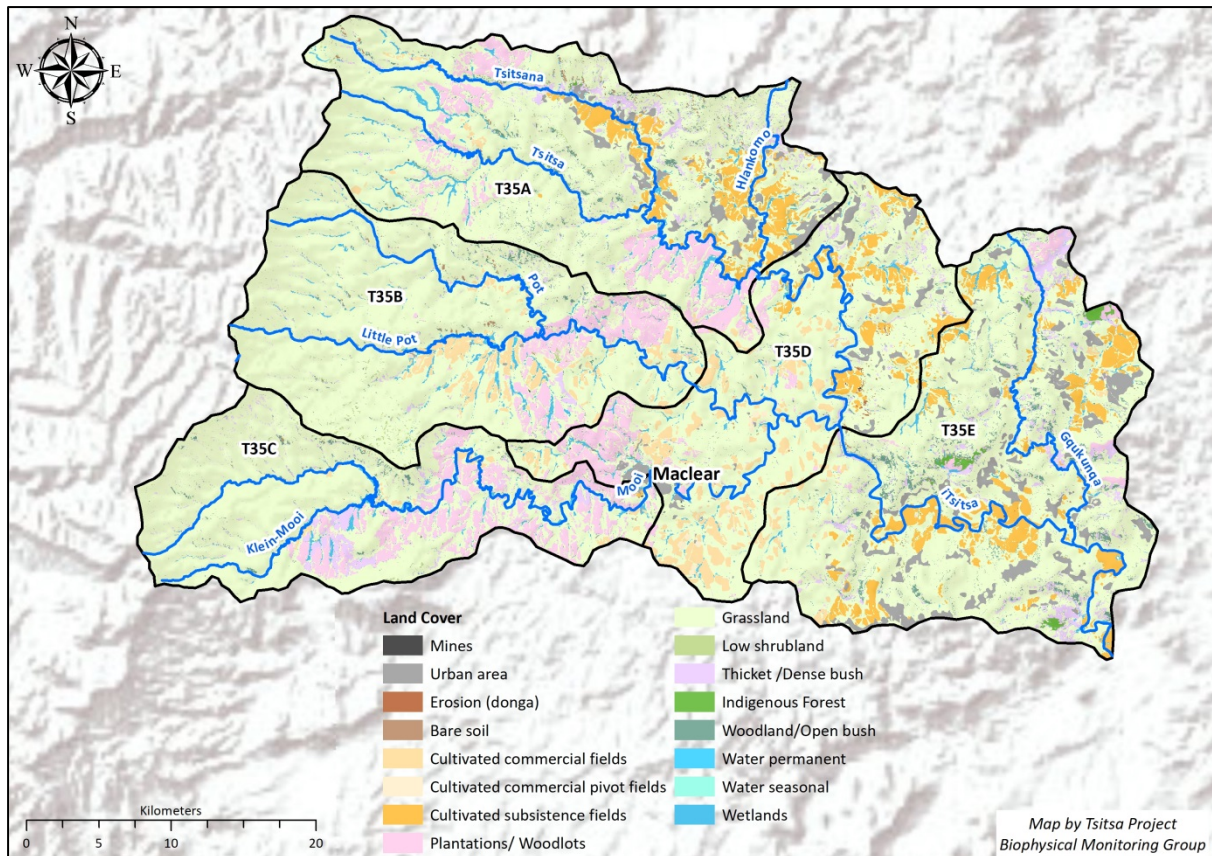 N
W E
S
Tsitsana
Tsitsa
Hlankomo
T35A
Pot
T35B
Little Pot
T35D
T35C
T35E
Gqukunqa
Maclear
Mooi
iTsitsa
Klein-Mooi
Land Cover
Mines
Urban area
Erosion (donga)
Bare soil
Cultivated commercial fields
Cultivated commercial pivot fields
Cultivated subsistence fields
Plantations/ Woodlots
Grassland
Low shrubland
Thicket /Dense bush
Indigenous Forest
Woodland/Open bush
Water permanent
Water seasonal
Wetlands
Kilometers
0 5 10 20
Map by Tsitsa Project
Biophysical Monitoring Group